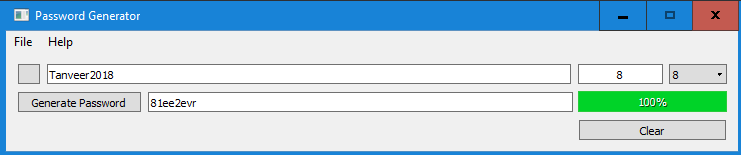 Password Generator
File Help
Tanveer2018 8 8
Generate Password 81ee2evr 100%
Clear